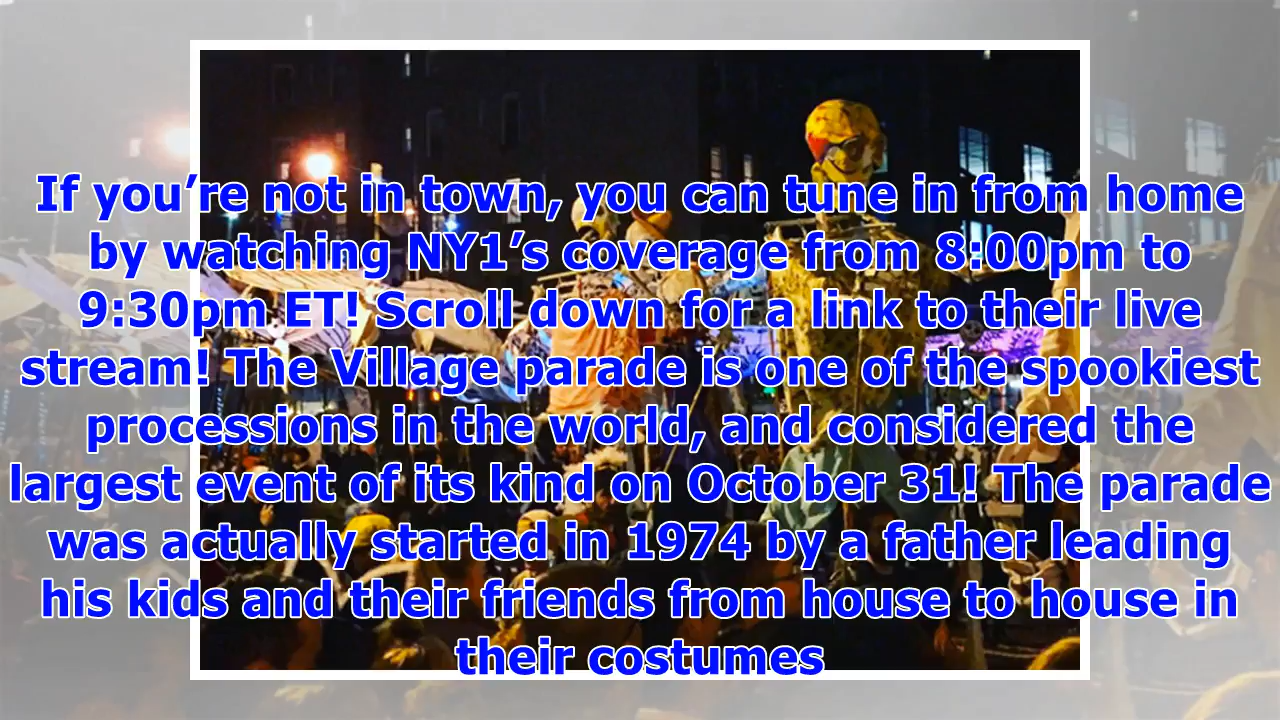 If you’re not in town, you can tune in from home
by watching NY1’s coverage from 8:00pm to
9:30pm ET! Scroll down for a link to their live
stream! The Village parade is one of the spookiest
processions in the world, and considered the
largest event of its kind on October 31! The parade
was actually started in 1974 by a father leading
his kids and their friends from house to house in
their costumes